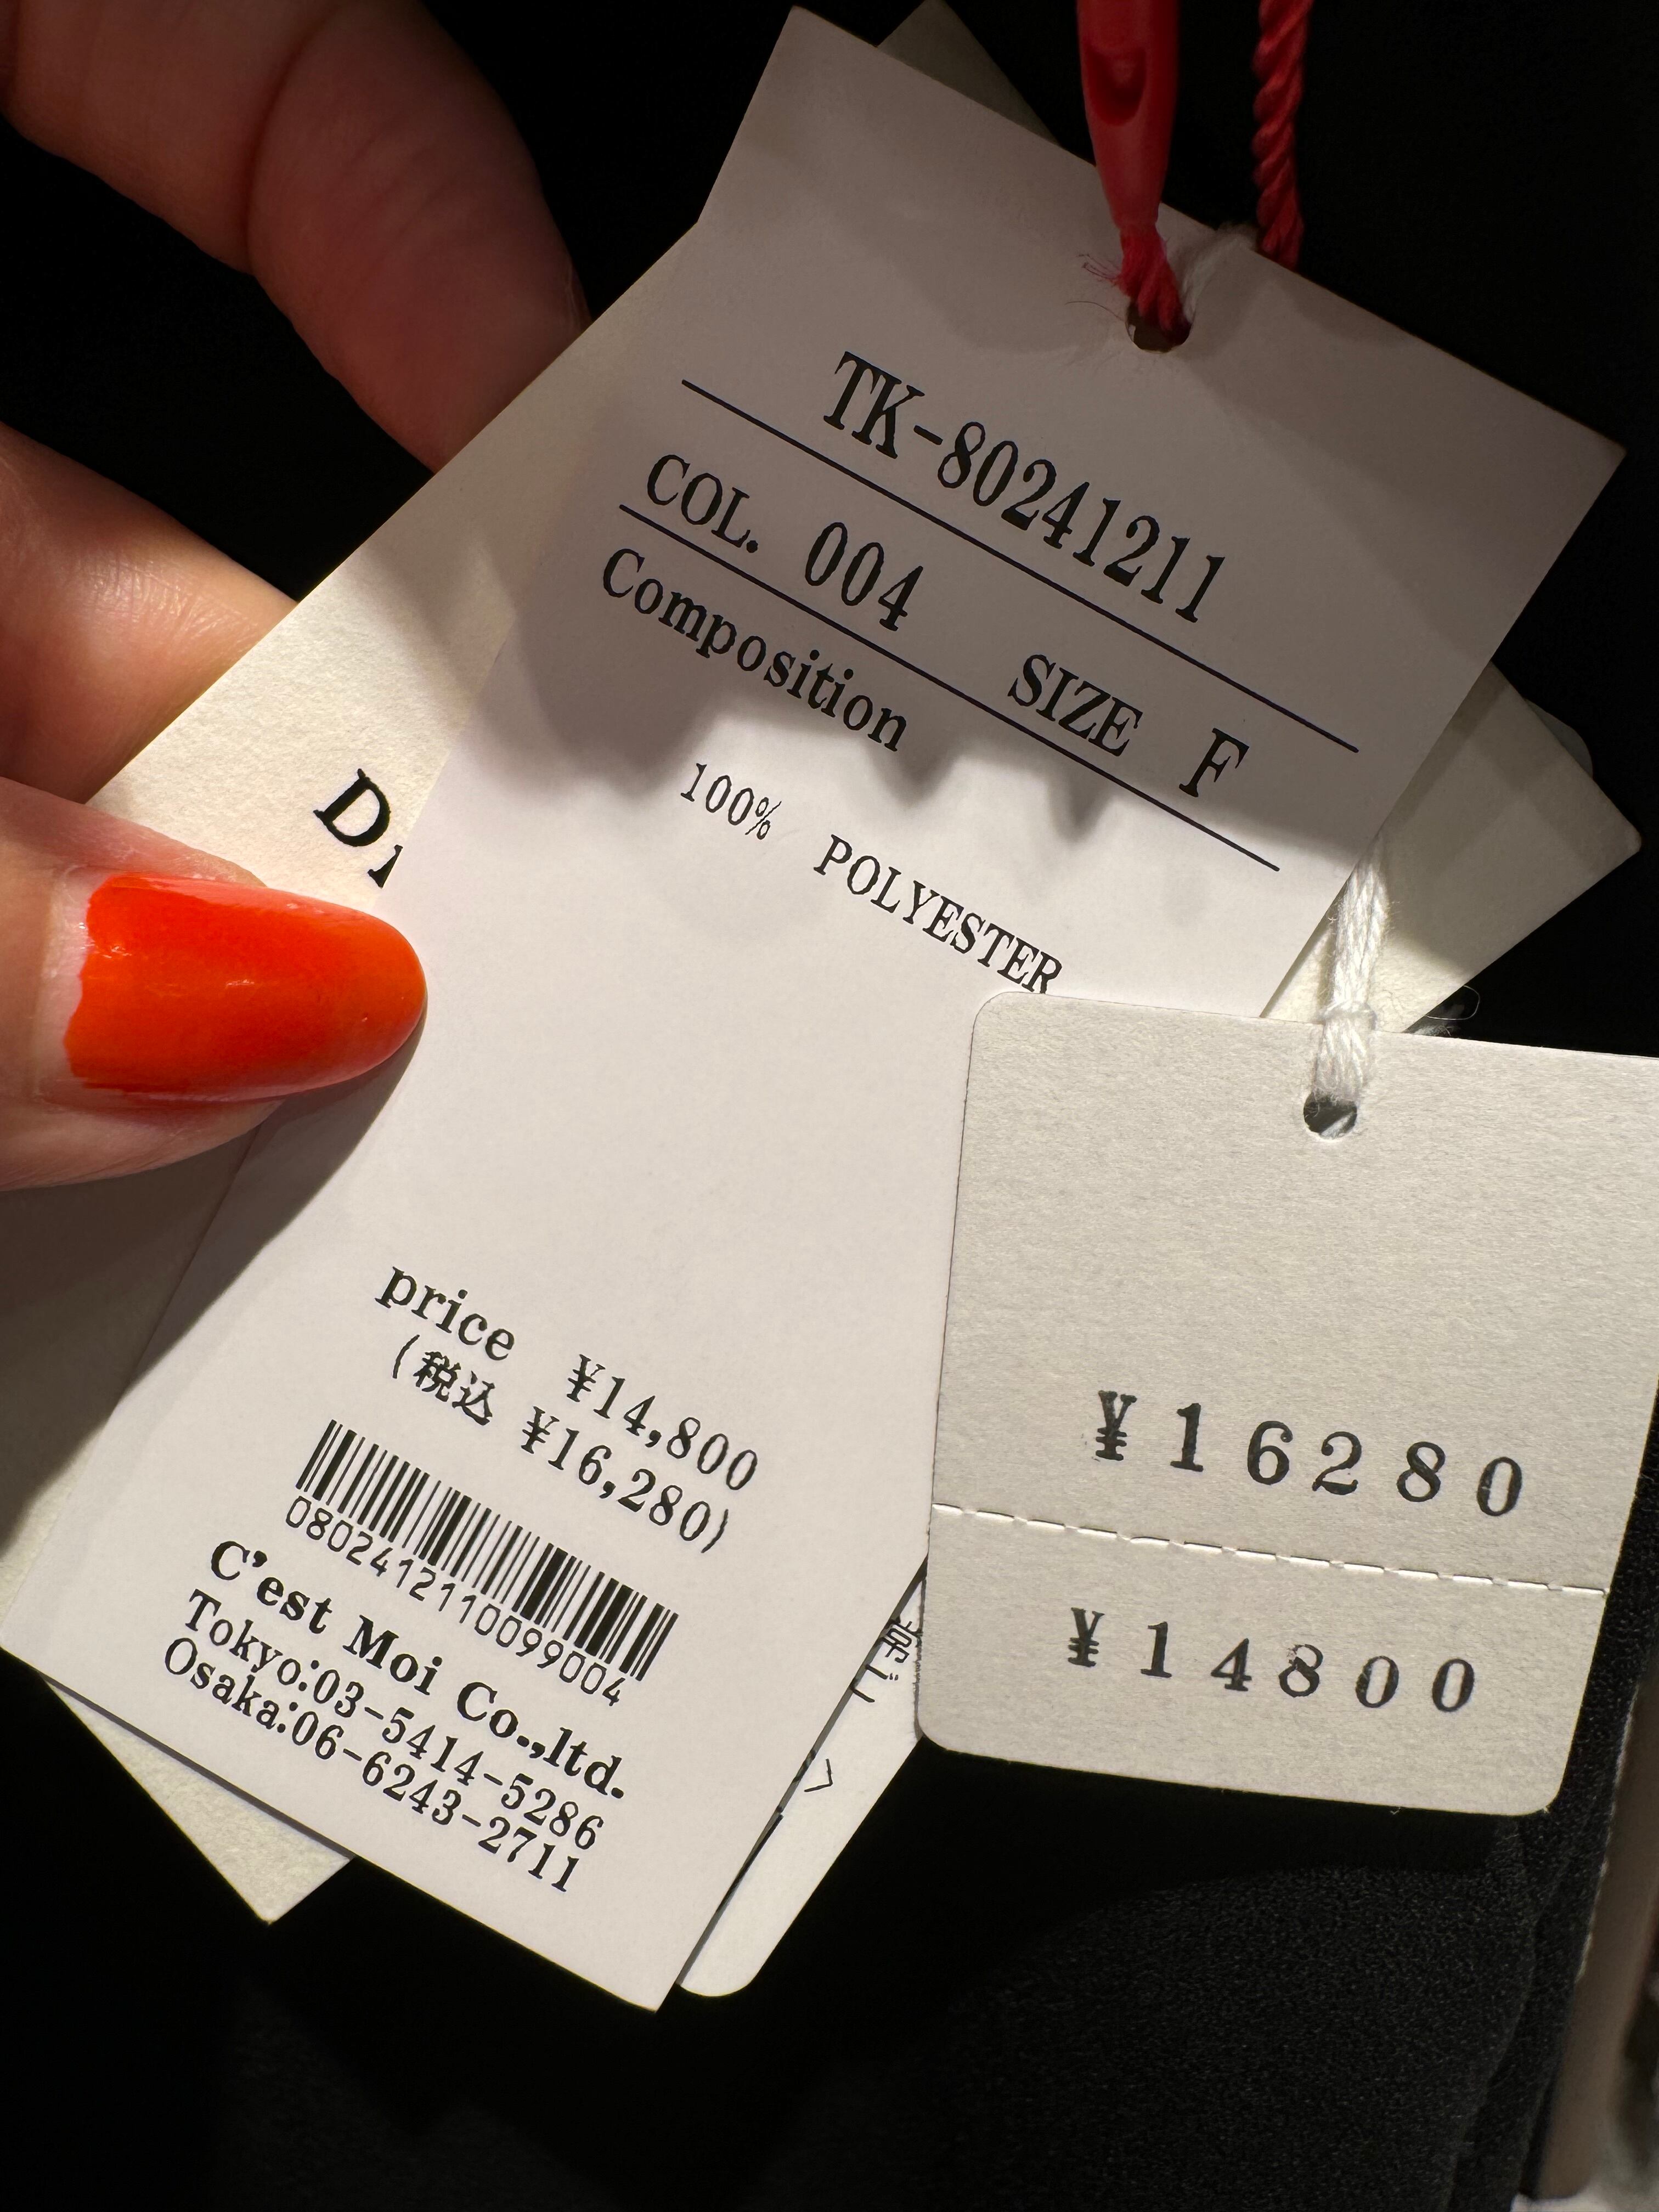 TK-80241211
COL. 004 SIZE F
Composition
100% POLYESTER
price ¥14,800
(税込 ¥16,280)
0802412110099004
C'est Moi Co.,ltd.
Tokyo:03-5414-5286
Osaka:06-6243-2711
¥16280
¥14800